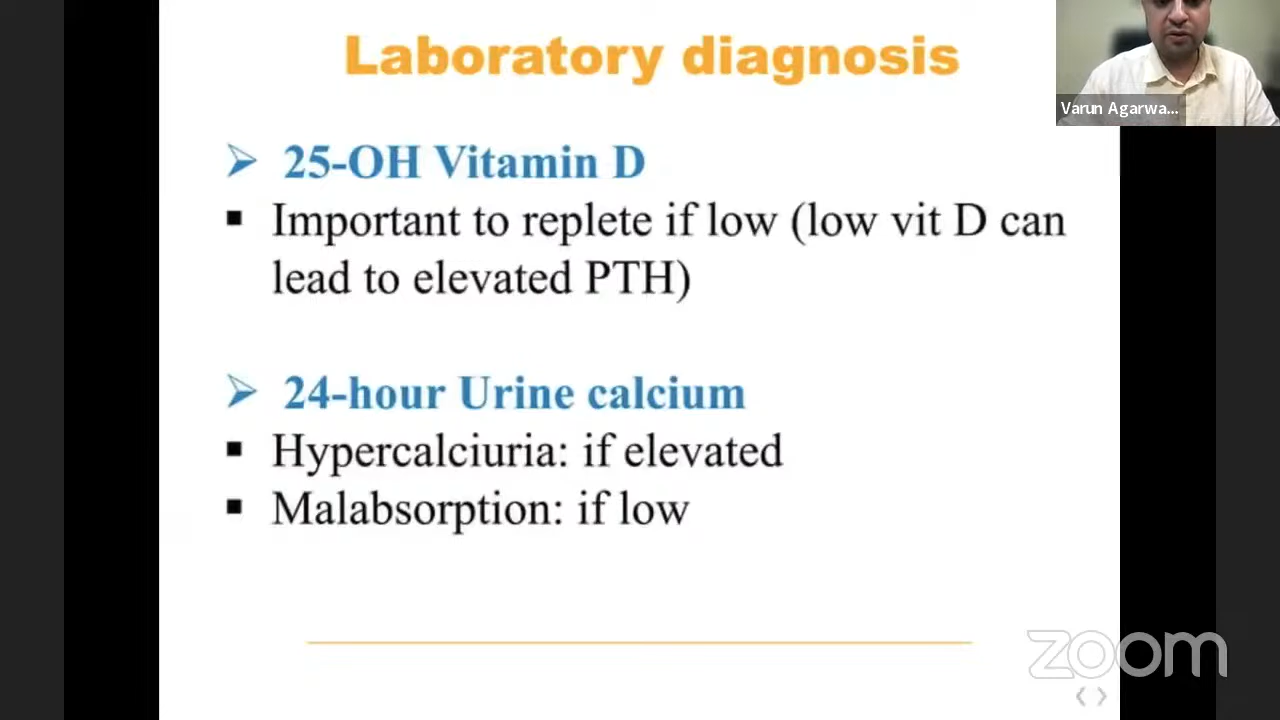 Laboratory diagnosis
Varun Agarwa...
➢ 25-OH Vitamin D
▪ Important to replete if low (low vit D can
lead to elevated PTH)
➢ 24-hour Urine calcium
▪ Hypercalciuria: if elevated
▪ Malabsorption: if low
zoom